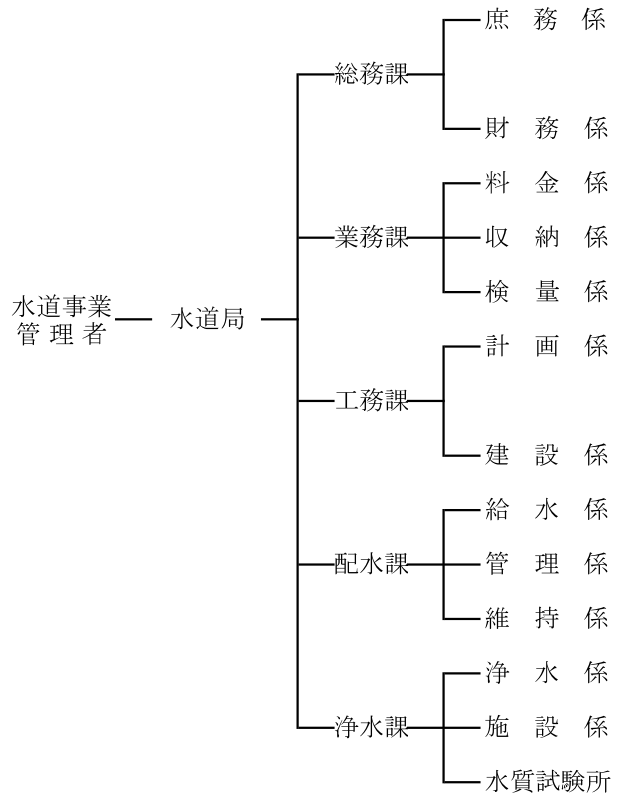 水道事業
管理者
水道局
総務課
庶務係
財務係
業務課
料金係
収納係
検量係
工務課
計画係
建設係
配水課
給水係
管理係
維持係
浄水課
浄水係
施設係
水質試験所